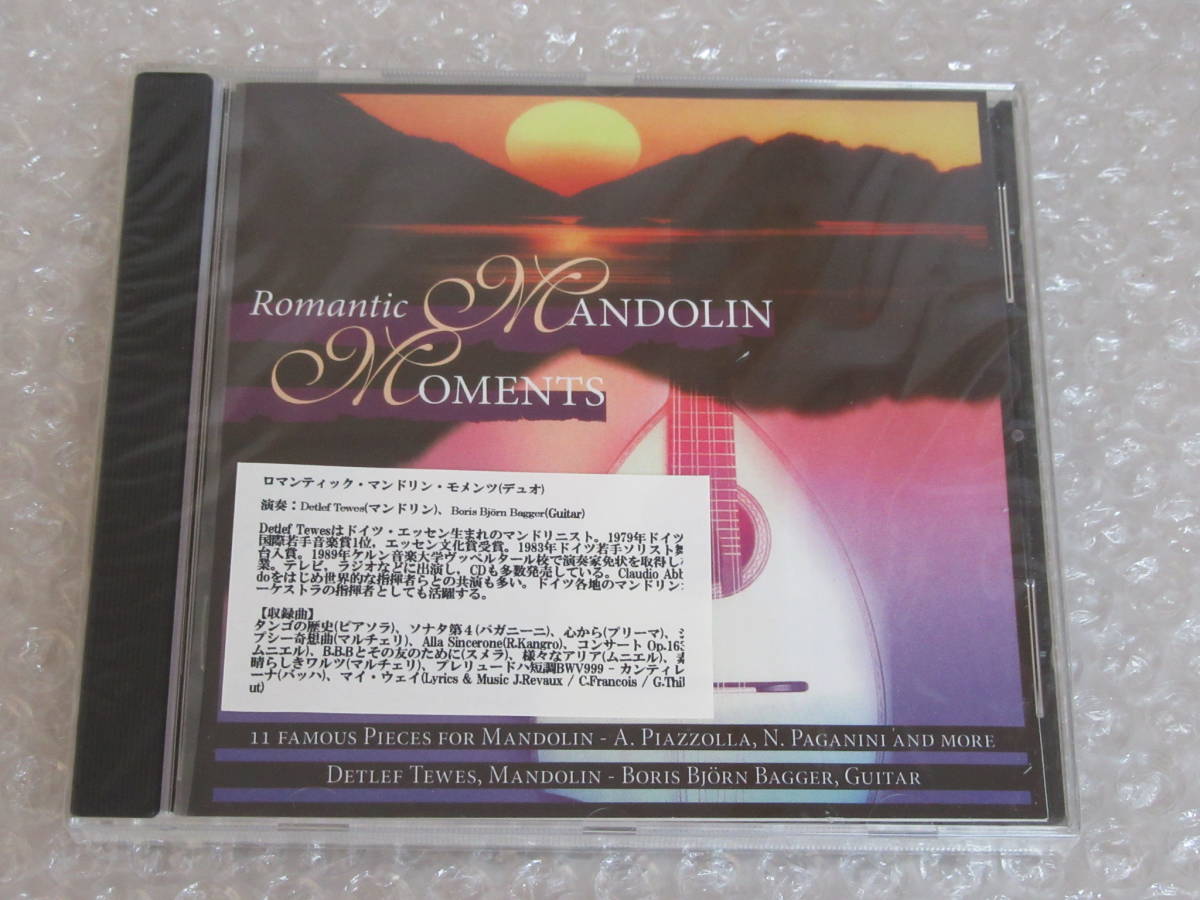 Romantic MANDOLIN
MOMENTS
ロマンティック・マンドリン・モメンツ(デュオ)
演奏：Detlef Tewes(マンドリン)、Boris Björn Bagger(Guitar)
Detlef Tewesはドイツ・エッセン生まれのマンドリニスト。1979年ドイツ
国際若手音楽賞1位，エッセン文化賞受賞。1983年ドイツ若手ソリスト舞
台入賞。1989年ケルン音楽大学ヴッペルタール校で演奏家免状を取得し
業。テレビ，ラジオなどに出演し，CDも多数発売している。Claudio Abb
doをはじめ世界的な指揮者らとの共演も多い。ドイツ各地のマンドリン
ーケストラの指揮者としても活躍する。
【収録曲】
タンゴの歴史(ピアソラ)、ソナタ第4(パガニーニ)、心から(プリーマ)、ジ
プシー奇想曲(マルチェリ)、Alla Sincerone(R.Kangro)、コンサート Op.163
ムニエル)、B.B.Bとその友のために(スメラ)、様々なアリア(ムニエル)、素
晴らしきワルツ(マルチェリ)、プレリュードハ短調BWV999 - カンティレ
ーナ(バッハ)、マイ・ウェイ(Lyrics & Music J.Revaux / C.Francois / G.Thi
ut)
11 FAMOUS PIECES FOR MANDOLIN - A. PIAZZOLLA, N. PAGANINI AND MORE
DETLEF TEWES, MANDOLIN - BORIS BJÖRN BAGGER, GUITAR